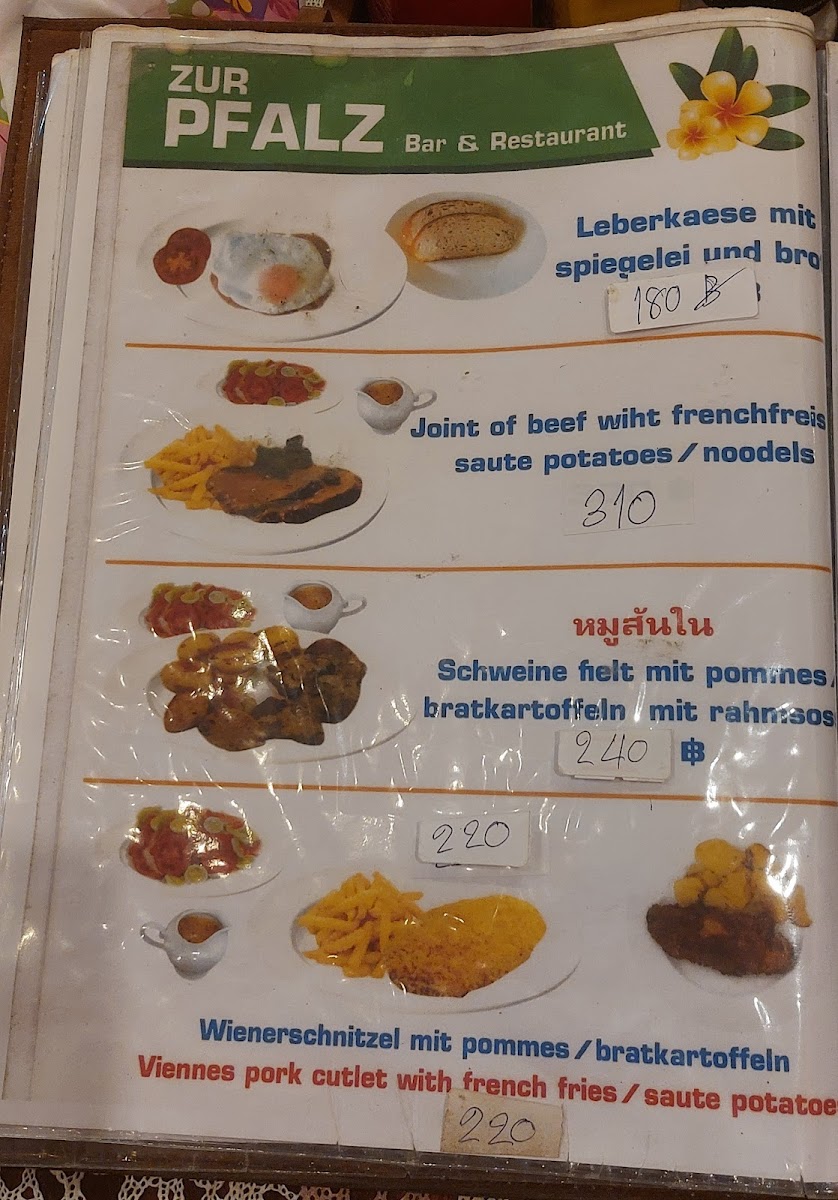 ZUR
PFALZ Bar & Restaurant
Leberkaese mit
spiegelei und bro
180 ฿
Joint of beef wiht frenchfreis
saute potatoes / noodels
310
หมูสันใน
Schweine fielt mit pommes/
bratkartoffeln mit rahmsos
240 ฿
220
Wienerschnitzel mit pommes / bratkartoffeln
Viennes pork cutlet with french fries / saute potatoe
220